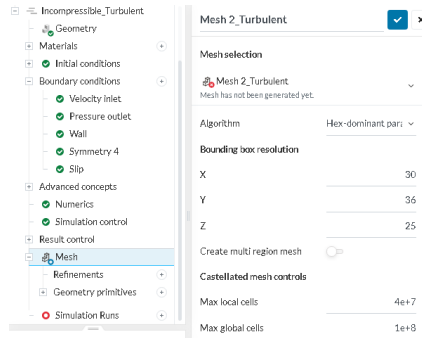 Incompressible_Turbulent
Geometry
Materials
Initial conditions
Boundary conditions
Velocity inlet
Pressure outlet
Wall
Symmetry 4
Slip
Advanced concepts
Numerics
Simulation control
Result control
Mesh
Refinements
Geometry primitives
Simulation Runs
Mesh 2_Turbulent
Mesh selection
Mesh 2_Turbulent
Mesh has not been generated yet.
Algorithm Hex-dominant para
Bounding box resolution
X 30
Y 36
Z 25
Create multi region mesh
Castellated mesh controls
Max local cells 4e+7
Max global cells 1e+8